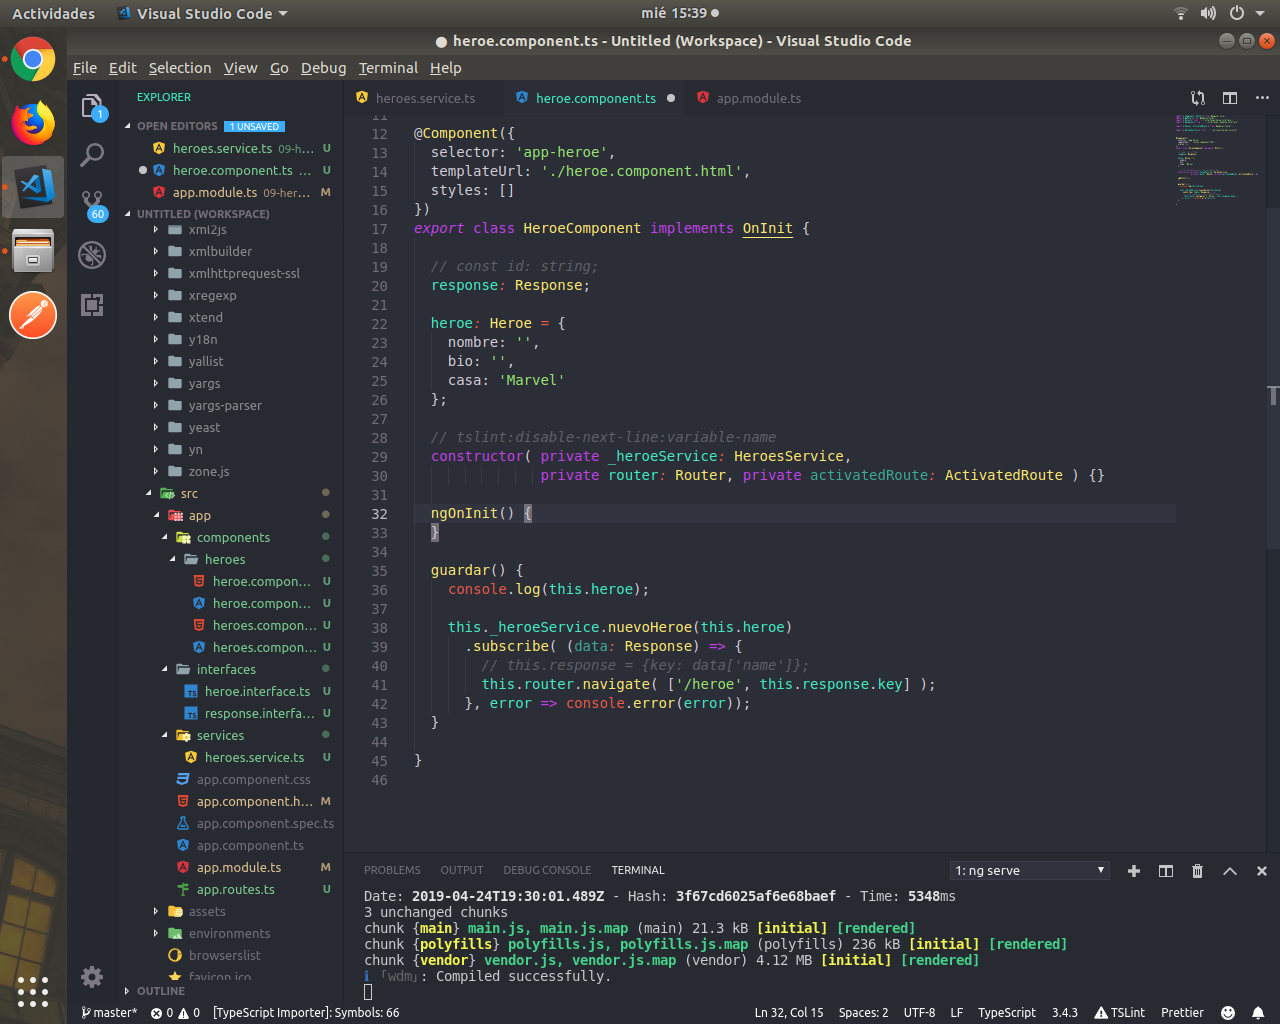 Actividades
Visual Studio Code
mié 15:39
heroe.component.ts - Untitled (Workspace) - Visual Studio Code
File Edit Selection View Go Debug Terminal Help
EXPLORER
OPEN EDITORS 1 UNSAVED
heroes.service.ts 09-h... U
heroe.component.ts ... U
app.module.ts 09-her... M
UNTITLED (WORKSPACE)
xml2js
xmlbuilder
xmlhttprequest-ssl
xregexp
xtend
y18n
yallist
yargs
yargs-parser
yeast
yn
zone.js
src
app
components
heroes
heroe.compon... U
heroe.compo... U
heroes.compon... U
heroes.compon... U
interfaces
heroe.interface.ts U
response.interfa... U
services
heroes.service.ts U
app.component.css
app.component.h... M
app.component.spec.ts
app.component.ts
app.module.ts M
app.routes.ts U
assets
environments
browserslist
favicon.ico
OUTLINE
1
60
heroes.service.ts heroe.component.ts app.module.ts
11
12 @Component({
13 selector: 'app-heroe',
14 templateUrl: './heroe.component.html',
15 styles: []
16 })
17 export class HeroeComponent implements OnInit {
18
19 // const id: string;
20 response: Response;
21
22 heroe: Heroe = {
23 nombre: '',
24 bio: '',
25 casa: 'Marvel'
26 };
27
28 // tslint:disable-next-line:variable-name
29 constructor( private _heroeService: HeroesService,
30 private router: Router, private activatedRoute: ActivatedRoute ) {}
31
32 ngOnInit() {
33 }
34
35 guardar() {
36 console.log(this.heroe);
37
38 this._heroeService.nuevoHeroe(this.heroe)
39 .subscribe( (data: Response) => {
40 // this.response = {key: data['name']};
41 this.router.navigate( ['/heroe', this.response.key] );
42 }, error => console.error(error));
43 }
44
45 }
46
PROBLEMS OUTPUT DEBUG CONSOLE TERMINAL
1: ng serve
Date: 2019-04-24T19:30:01.489Z - Hash: 3f67cd6025af6e68baef - Time: 5348ms
3 unchanged chunks
chunk {main} main.js, main.js.map (main) 21.3 kB [initial] [rendered]
chunk {polyfills} polyfills.js, polyfills.js.map (polyfills) 236 kB [initial] [rendered]
chunk {vendor} vendor.js, vendor.js.map (vendor) 4.12 MB [initial] [rendered]
ℹ ｢wdm｣: Compiled successfully.
master* 0 0 [TypeScript Importer]: Symbols: 66 Ln 32, Col 15 Spaces: 2 UTF-8 LF TypeScript 3.4.3 TSLint Prettier